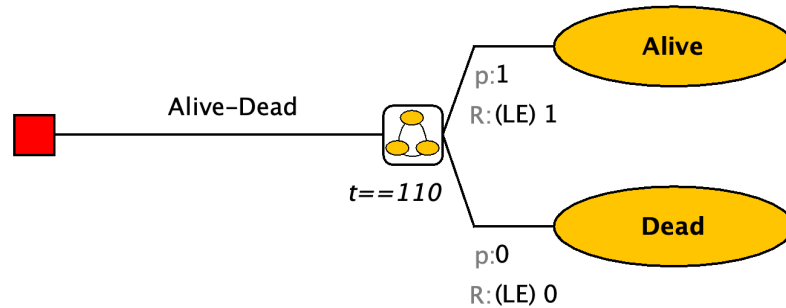 Alive
p:1
R:(LE) 1
Alive-Dead
t==110
Dead
p:0
R:(LE) 0